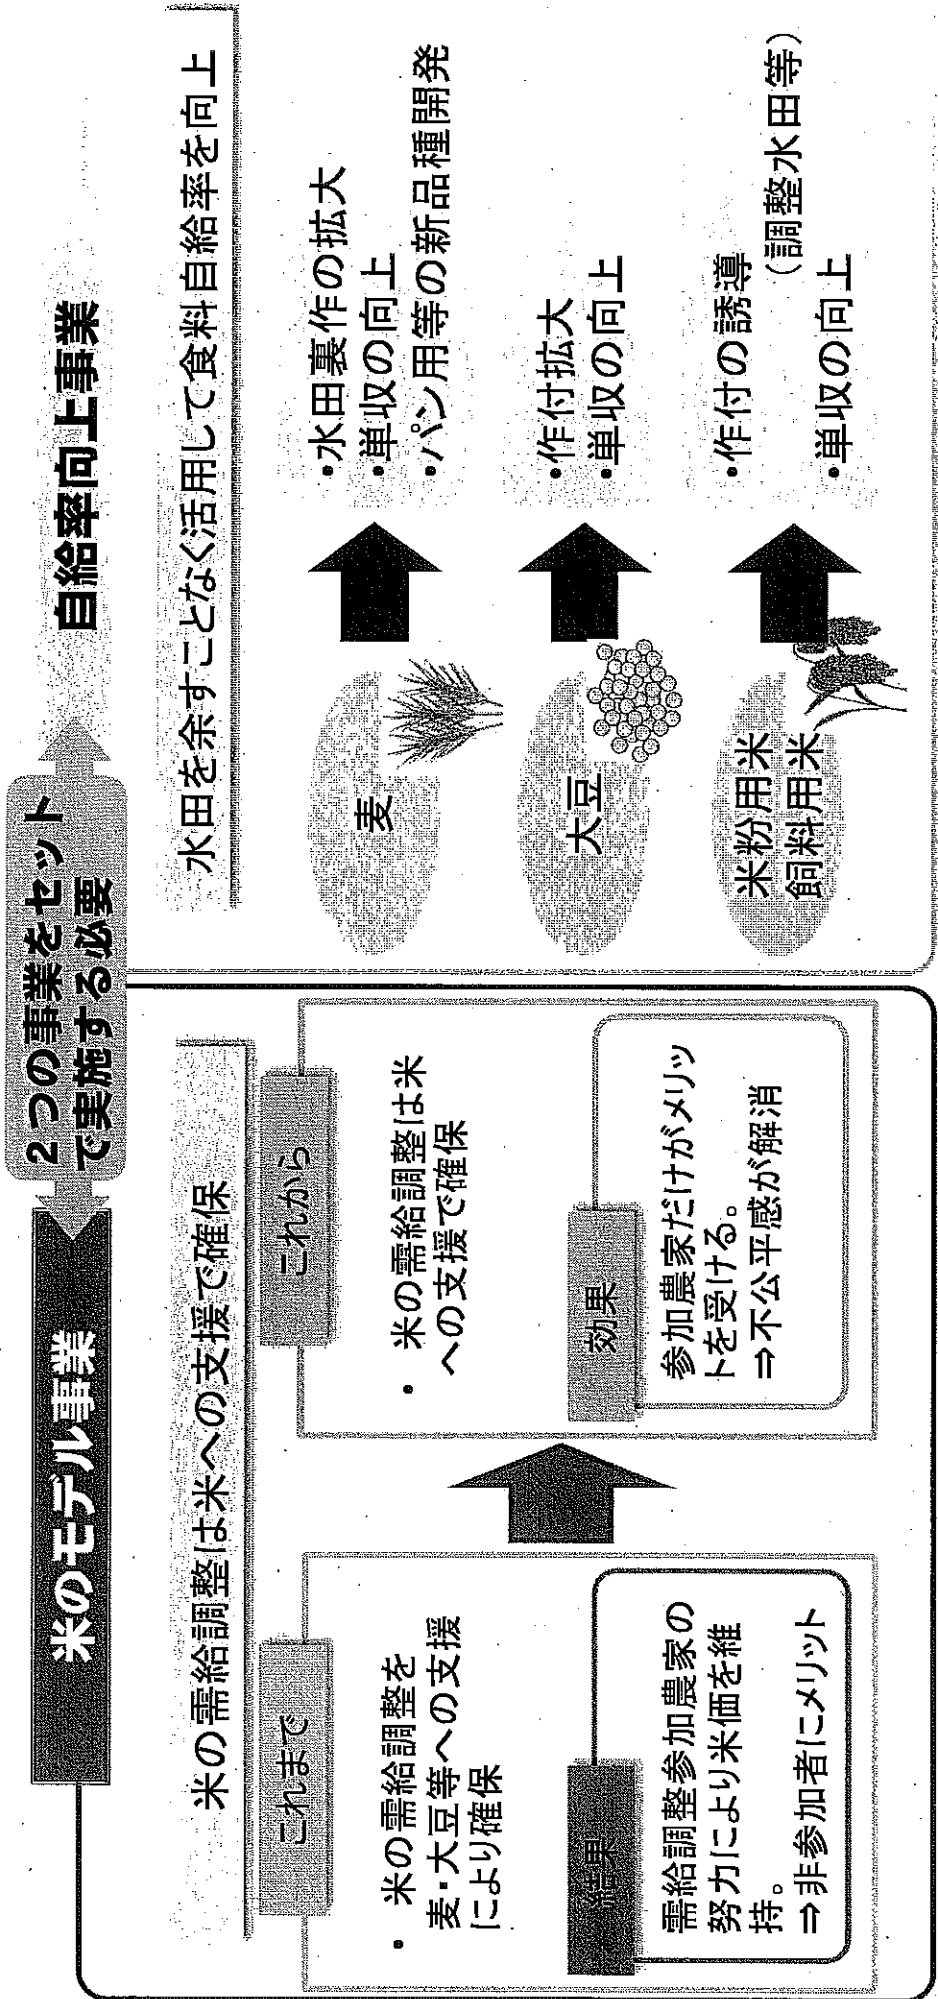 米のモデル事業
2つの事業をセット
で実施する必要
自給率向上事業
米の需給調整は米への支援で確保
これまで
・ 米の需給調整を
麦・大豆等への支援
により確保
結果
需給調整参加農家の
努力により米価を維
持。
⇒非参加者にメリット
これから
・ 米の需給調整は米
への支援で確保
効果
参加農家だけがメリッ
トを受ける。
⇒不公平感が解消
水田を余すことなく活用して食料自給率を向上
麦
・水田裏作の拡大
・単収の向上
・パン用等の新品種開発
大豆
・作付拡大
・単収の向上
米粉用米
飼料用米
・作付の誘導
(調整水田等)
・単収の向上